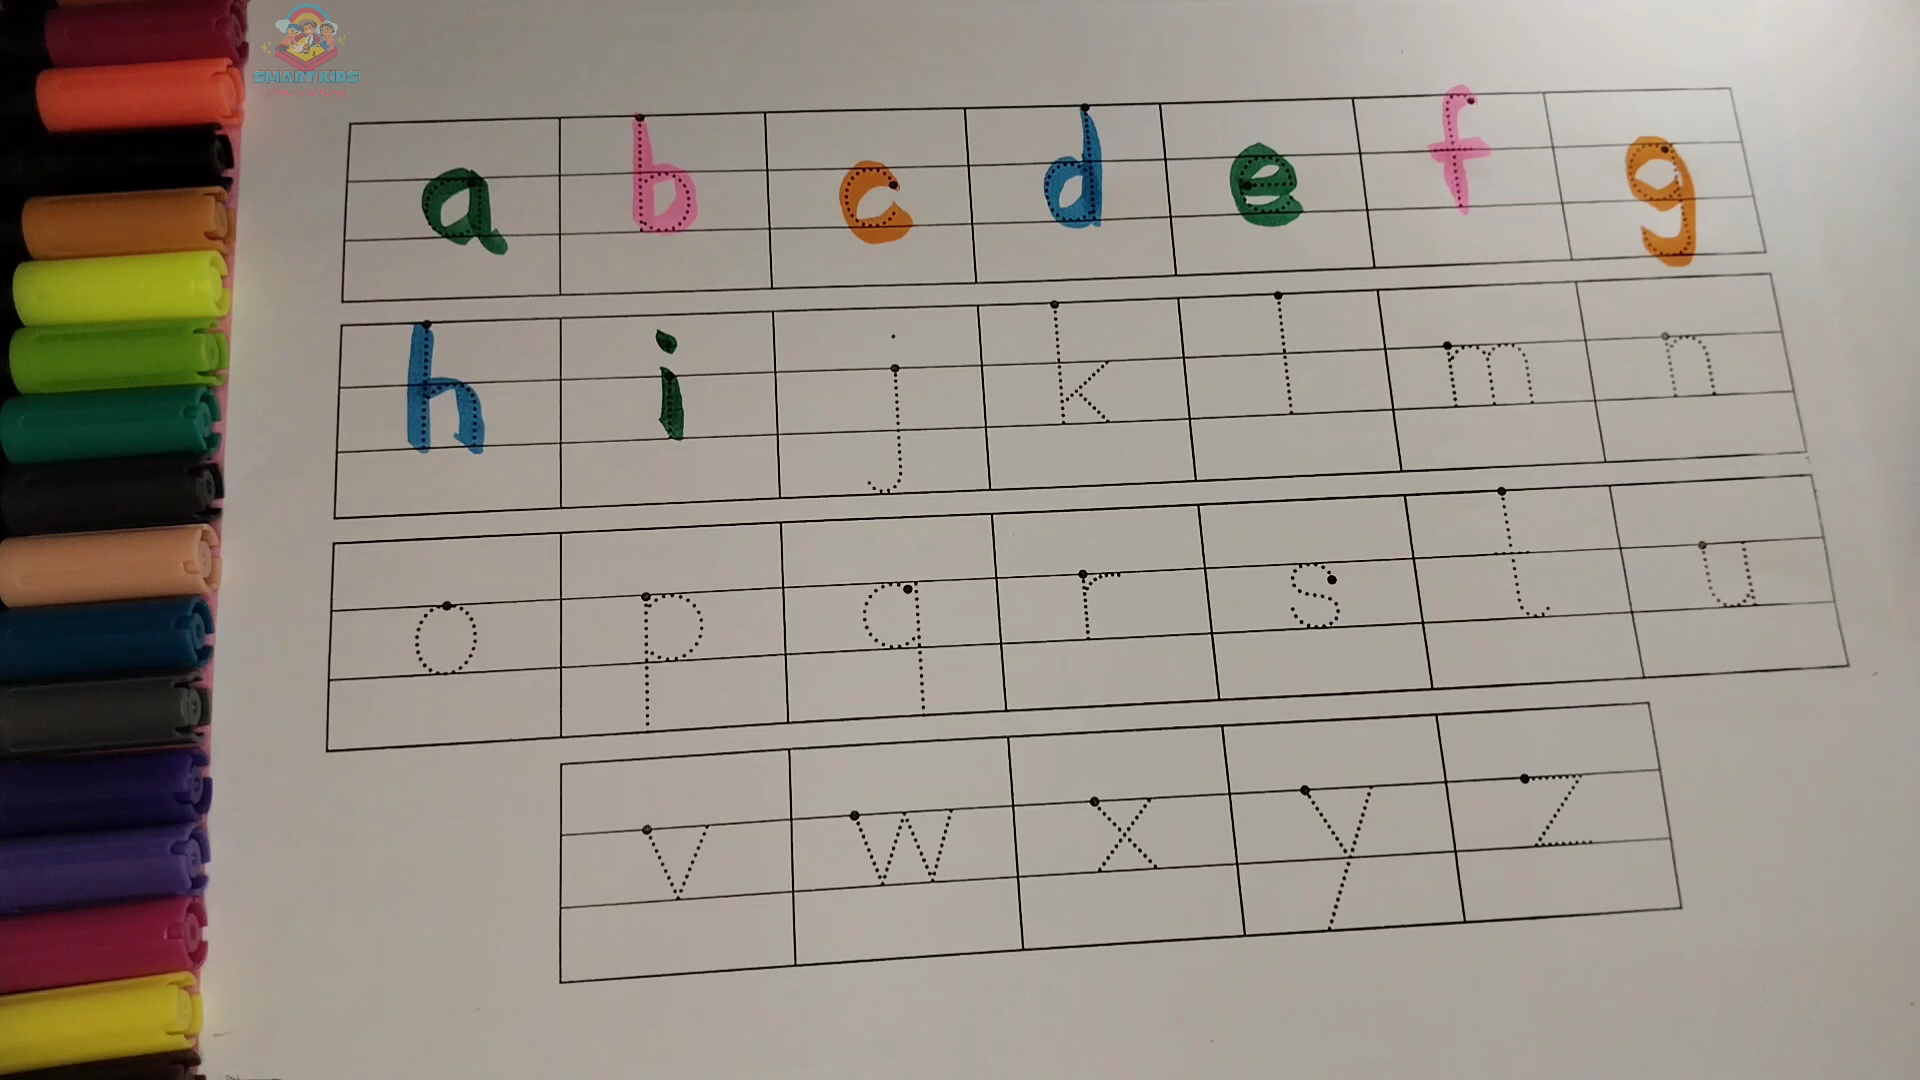 SMART KIDS
a b c d e f g
h i j k l m n
o p q r s t u
v w x y z